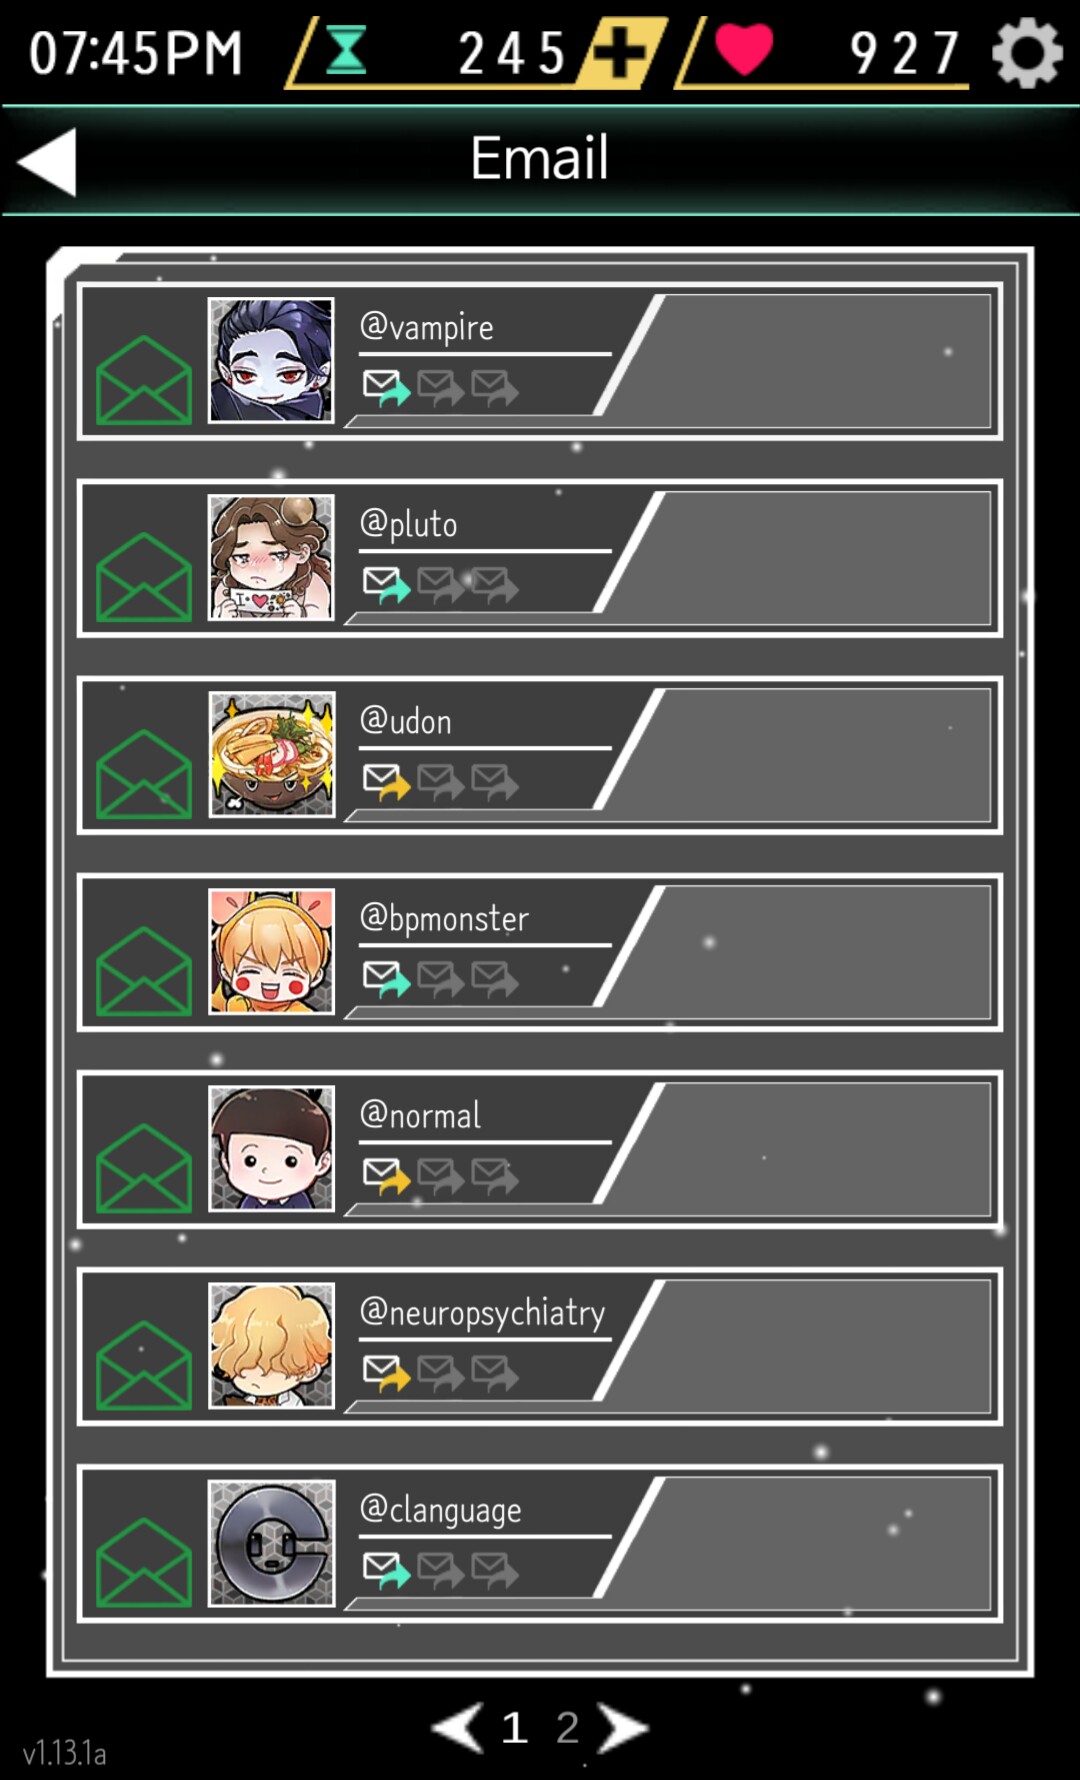 07:45PM 245 927
Email
@vampire
@pluto
I ♥
@udon
@bpmonster
@normal
@neuropsychiatry
@clanguage
1 2
v1.13.1a